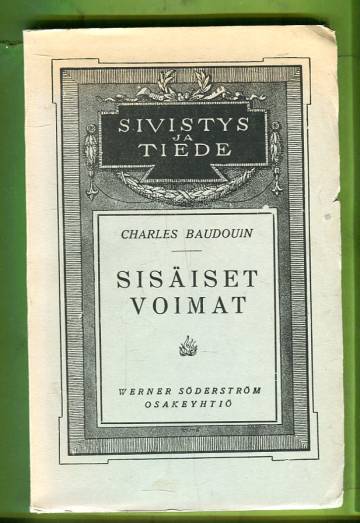 SIVISTYS
JA
TIEDE
CHARLES BAUDOUIN
SISÄISET
VOIMAT
WERNER SÖDERSTRÖM
OSAKEYHTIÖ